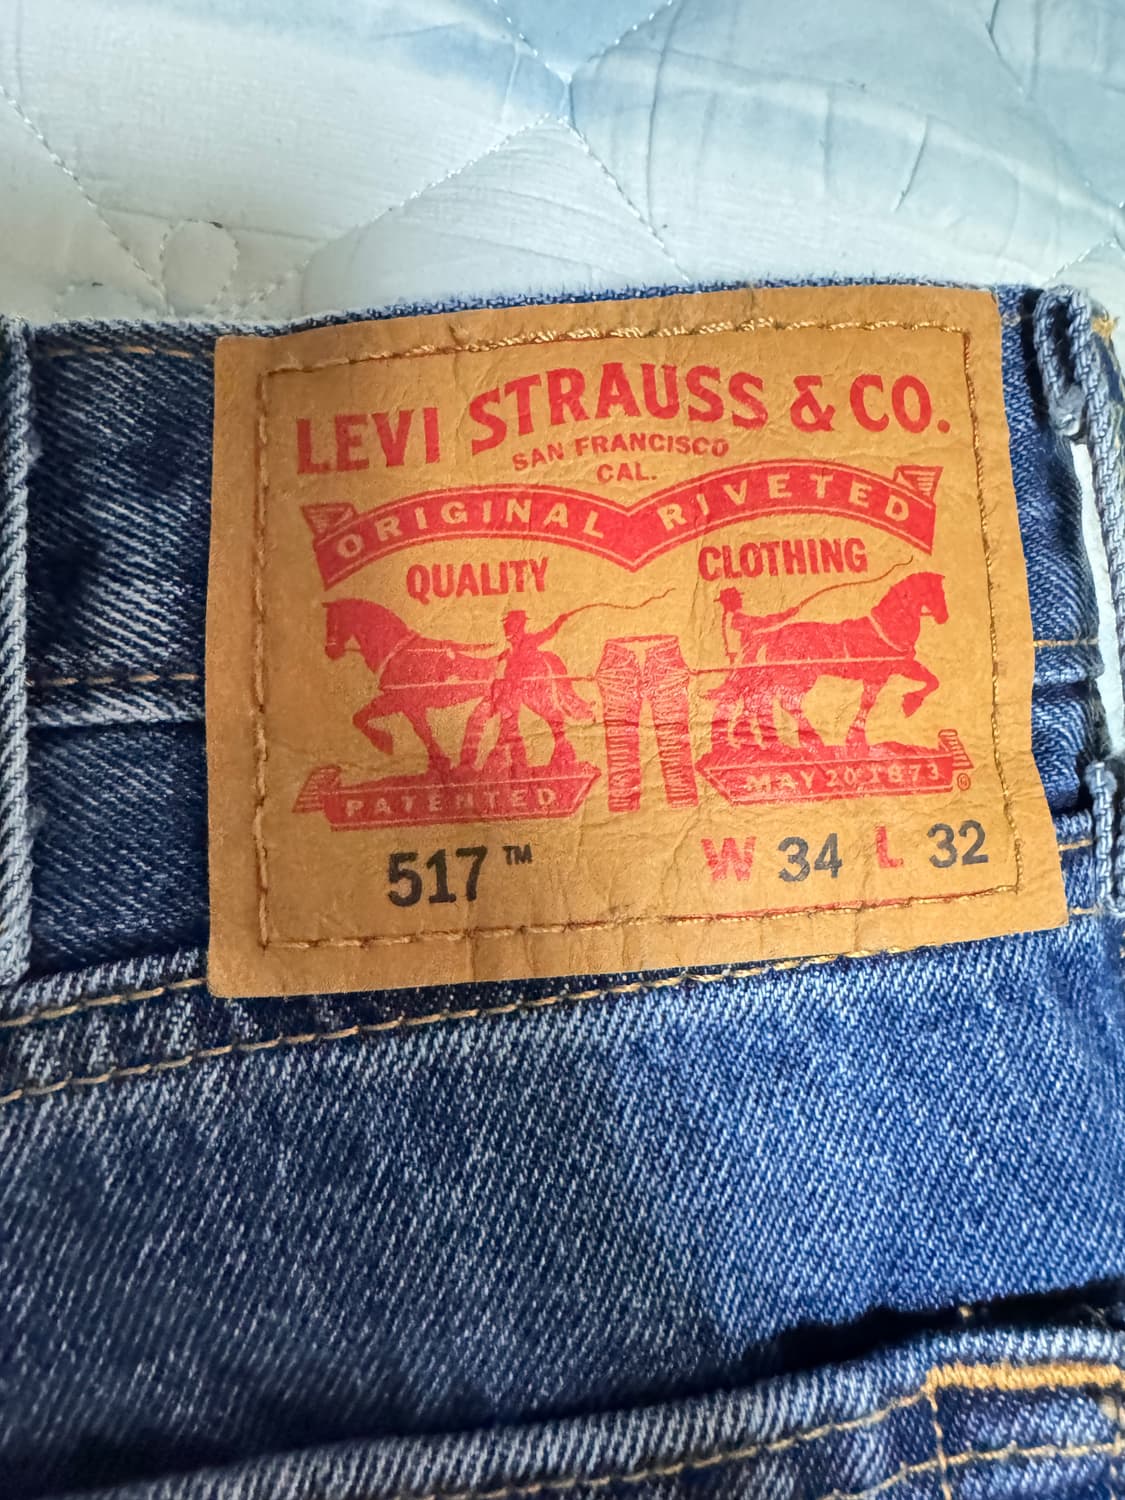 LEVI STRAUSS & CO.
SAN FRANCISCO
CAL.
ORIGINAL RIVETED
QUALITY CLOTHING
PATENTED MAY 20 1873 ®
517™ W 34 L 32